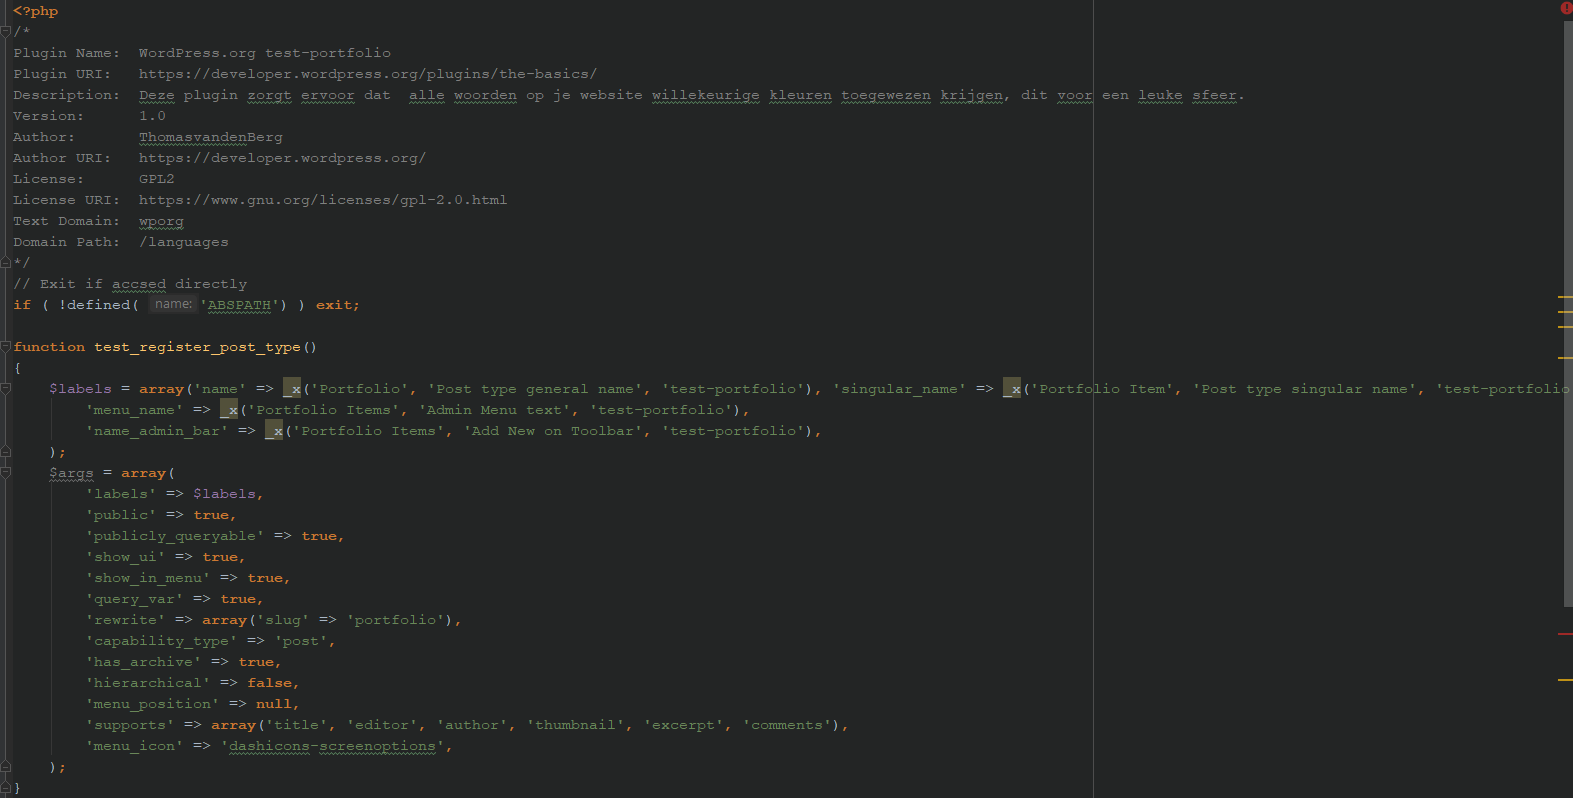 <?php
/*
Plugin Name:  WordPress.org test-portfolio
Plugin URI:   https://developer.wordpress.org/plugins/the-basics/
Description:  Deze plugin zorgt ervoor dat  alle woorden op je website willekeurige kleuren toegewezen krijgen, dit voor een leuke sfeer.
Version:      1.0
Author:       ThomasvandenBerg
Author URI:   https://developer.wordpress.org/
License:      GPL2
License URI:  https://www.gnu.org/licenses/gpl-2.0.html
Text Domain:  wporg
Domain Path:  /languages
*/
// Exit if accsed directly
if ( !defined( name: 'ABSPATH') ) exit;
function test_register_post_type()
{
    $labels = array('name' => _x('Portfolio', 'Post type general name', 'test-portfolio'), 'singular_name' => _x('Portfolio Item', 'Post type singular name', 'test-portfolio
        'menu_name' => _x('Portfolio Items', 'Admin Menu text', 'test-portfolio'),
        'name_admin_bar' => _x('Portfolio Items', 'Add New on Toolbar', 'test-portfolio'),
    );
    $args = array(
        'labels' => $labels,
        'public' => true,
        'publicly_queryable' => true,
        'show_ui' => true,
        'show_in_menu' => true,
        'query_var' => true,
        'rewrite' => array('slug' => 'portfolio'),
        'capability_type' => 'post',
        'has_archive' => true,
        'hierarchical' => false,
        'menu_position' => null,
        'supports' => array('title', 'editor', 'author', 'thumbnail', 'excerpt', 'comments'),
        'menu_icon' => 'dashicons-screenoptions',
    );
}